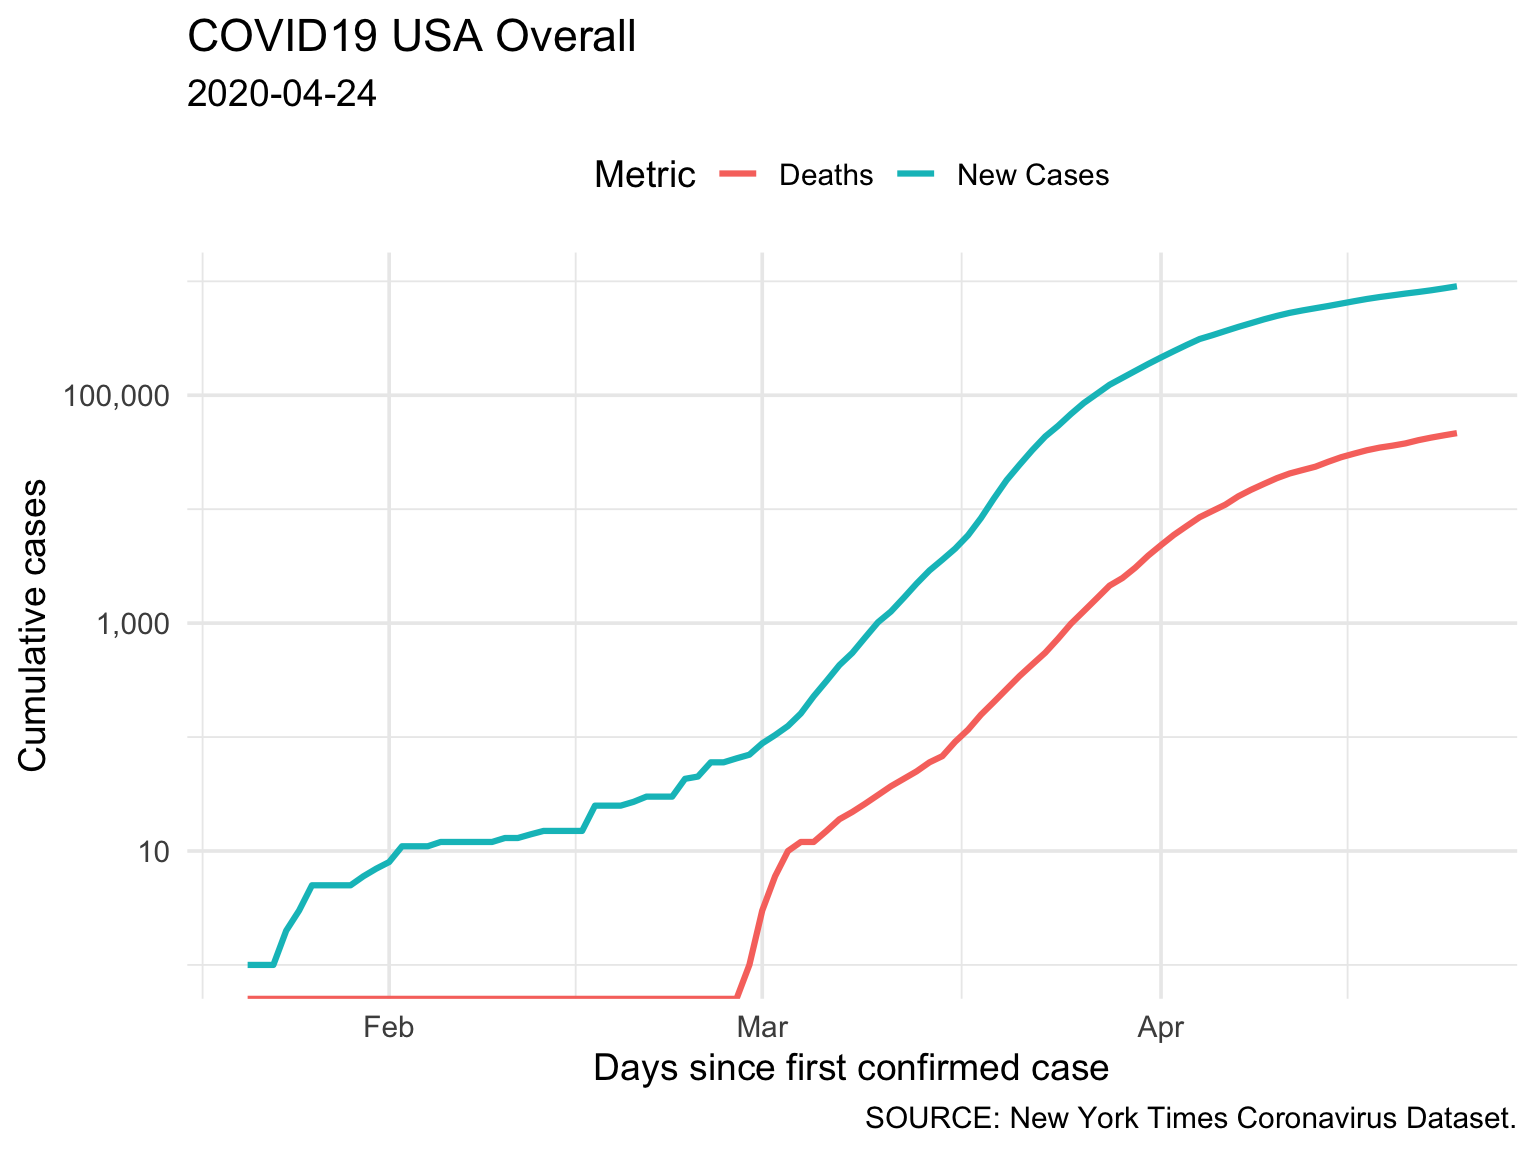 COVID19 USA Overall
2020-04-24
Metric Deaths New Cases
Cumulative cases
100,000
1,000
10
Feb Mar Apr
Days since first confirmed case
SOURCE: New York Times Coronavirus Dataset.